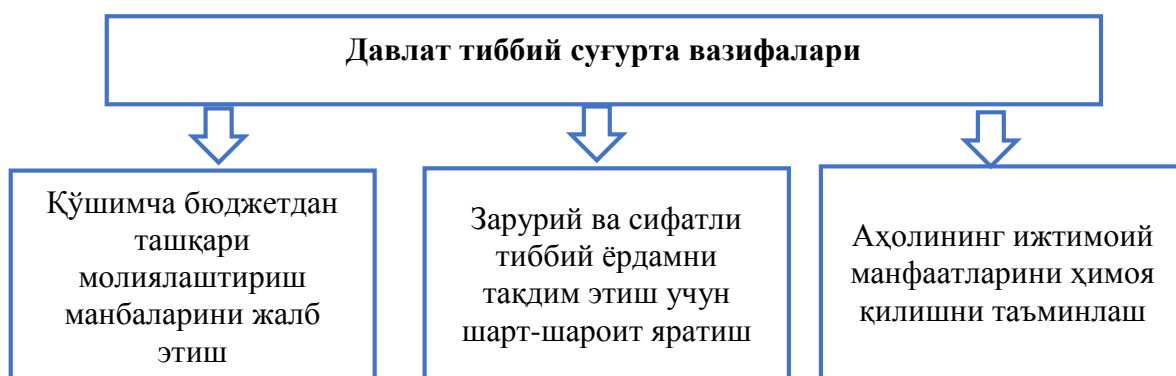 Давлат тиббий суғурта вазифалари
Қўшимча бюджетдан
ташқари
молиялаштириш
манбаларини жалб
этиш
Зарурий ва сифатли
тиббий ёрдамни
тақдим этиш учун
шарт-шароит яратиш
Аҳолининг ижтимоий
манфаатларини ҳимоя
қилишни таъминлаш